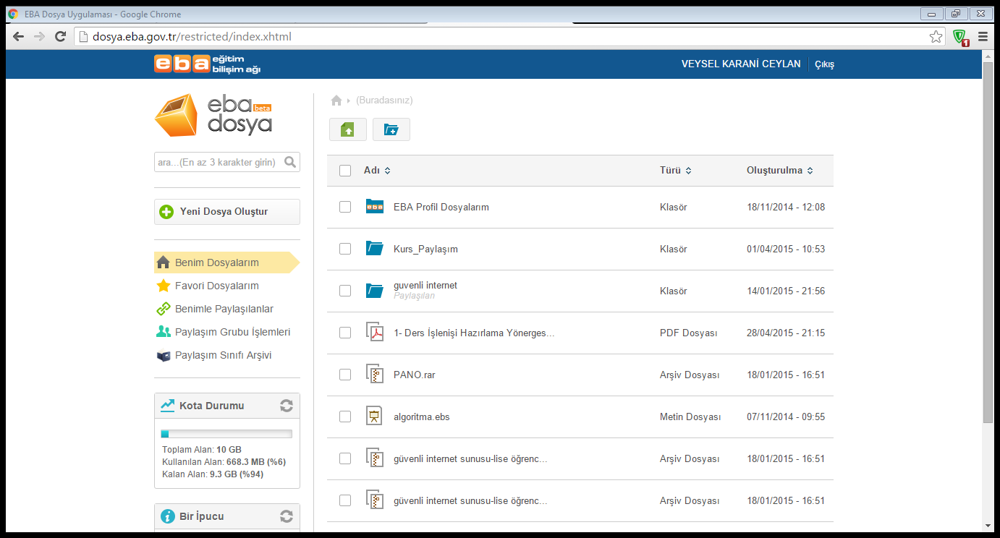 EBA Dosya Uygulaması - Google Chrome
dosya.eba.gov.tr/restricted/index.xhtml
1
eba eğitim bilişim ağı
VEYSEL KARANİ CEYLAN Çıkış
eba beta dosya
ara...(En az 3 karakter girin)
Yeni Dosya Oluştur
Benim Dosyalarım
Favori Dosyalarım
Benimle Paylaşılanlar
Paylaşım Grubu İşlemleri
Paylaşım Sınıfı Arşivi
Kota Durumu
Toplam Alan: 10 GB
Kullanılan Alan: 668.3 MB (%6)
Kalan Alan: 9.3 GB (%94)
Bir İpucu
(Buradasınız)
Adı Türü Oluşturulma
eba EBA Profil Dosyalarım Klasör 18/11/2014 - 12:08
Kurs_Paylaşım Klasör 01/04/2015 - 10:53
guvenli internet Klasör 14/01/2015 - 21:56
Paylaşılan
1- Ders İşlenişi Hazırlama Yönerges... PDF Dosyası 28/04/2015 - 21:15
PANO.rar Arşiv Dosyası 18/01/2015 - 16:51
algoritma.ebs Metin Dosyası 07/11/2014 - 09:55
güvenli internet sunusu-lise öğrenc... Arşiv Dosyası 18/01/2015 - 16:51
güvenli internet sunusu-lise öğrenc... Arşiv Dosyası 18/01/2015 - 16:51